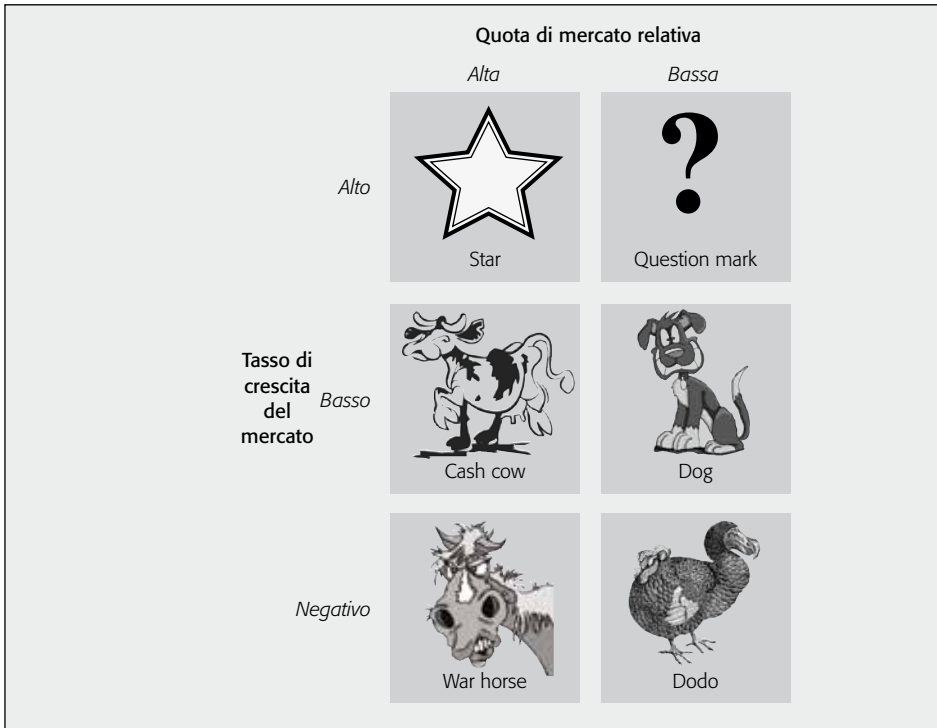 Quota di mercato relativa
Alta Bassa
Alto
Star Question mark
Tasso di
crescita
del
mercato
Basso
Cash cow Dog
Negativo
War horse Dodo